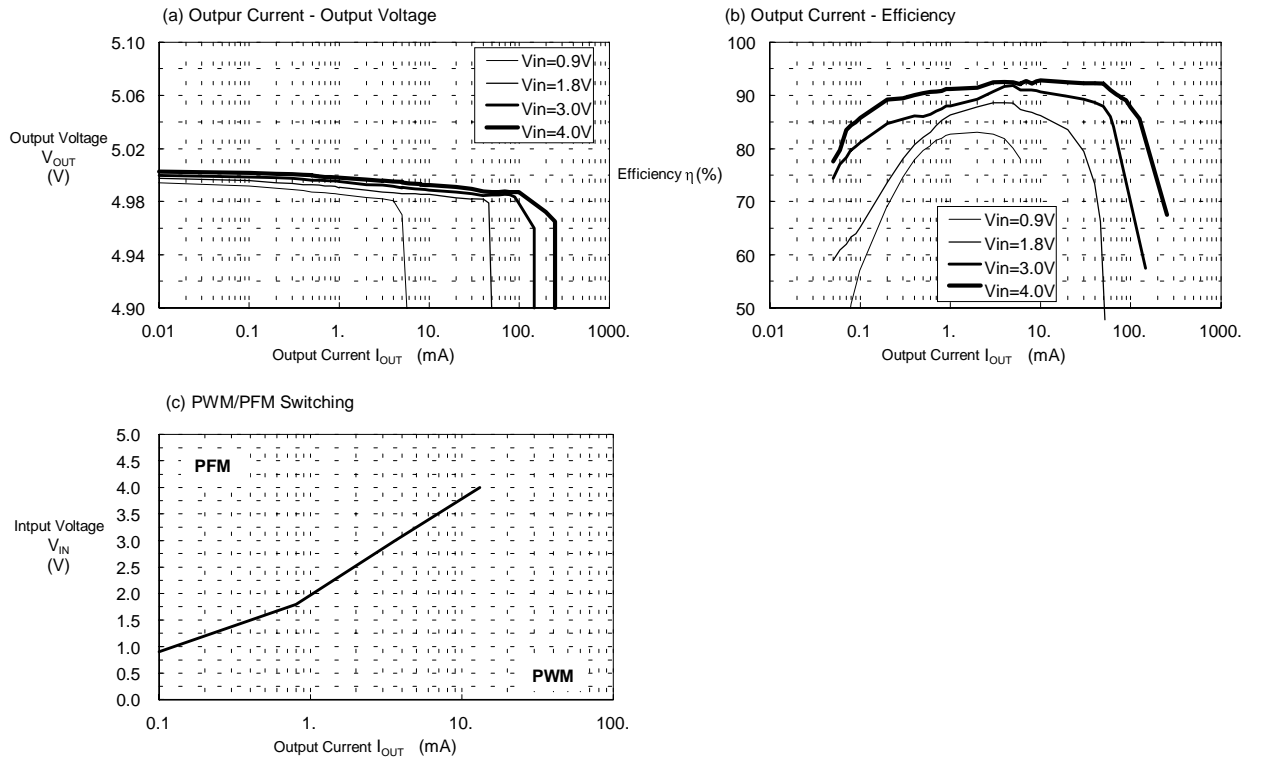 (a) Outpur Current - Output Voltage
5.10
5.06
5.02
4.98
4.94
4.90
Output Voltage
VOUT
(V)
Vin=0.9V
Vin=1.8V
Vin=3.0V
Vin=4.0V
0.01 0.1 1. 10. 100. 1000.
Output Current IOUT (mA)
(b) Output Current - Efficiency
100
90
80
70
60
50
Efficiency η (%)
Vin=0.9V
Vin=1.8V
Vin=3.0V
Vin=4.0V
0.01 0.1 1. 10. 100. 1000.
Output Current IOUT (mA)
(c) PWM/PFM Switching
5.0
4.5
4.0
3.5
3.0
2.5
2.0
1.5
1.0
0.5
0.0
Intput Voltage
VIN
(V)
PFM
PWM
0.1 1. 10. 100.
Output Current IOUT (mA)